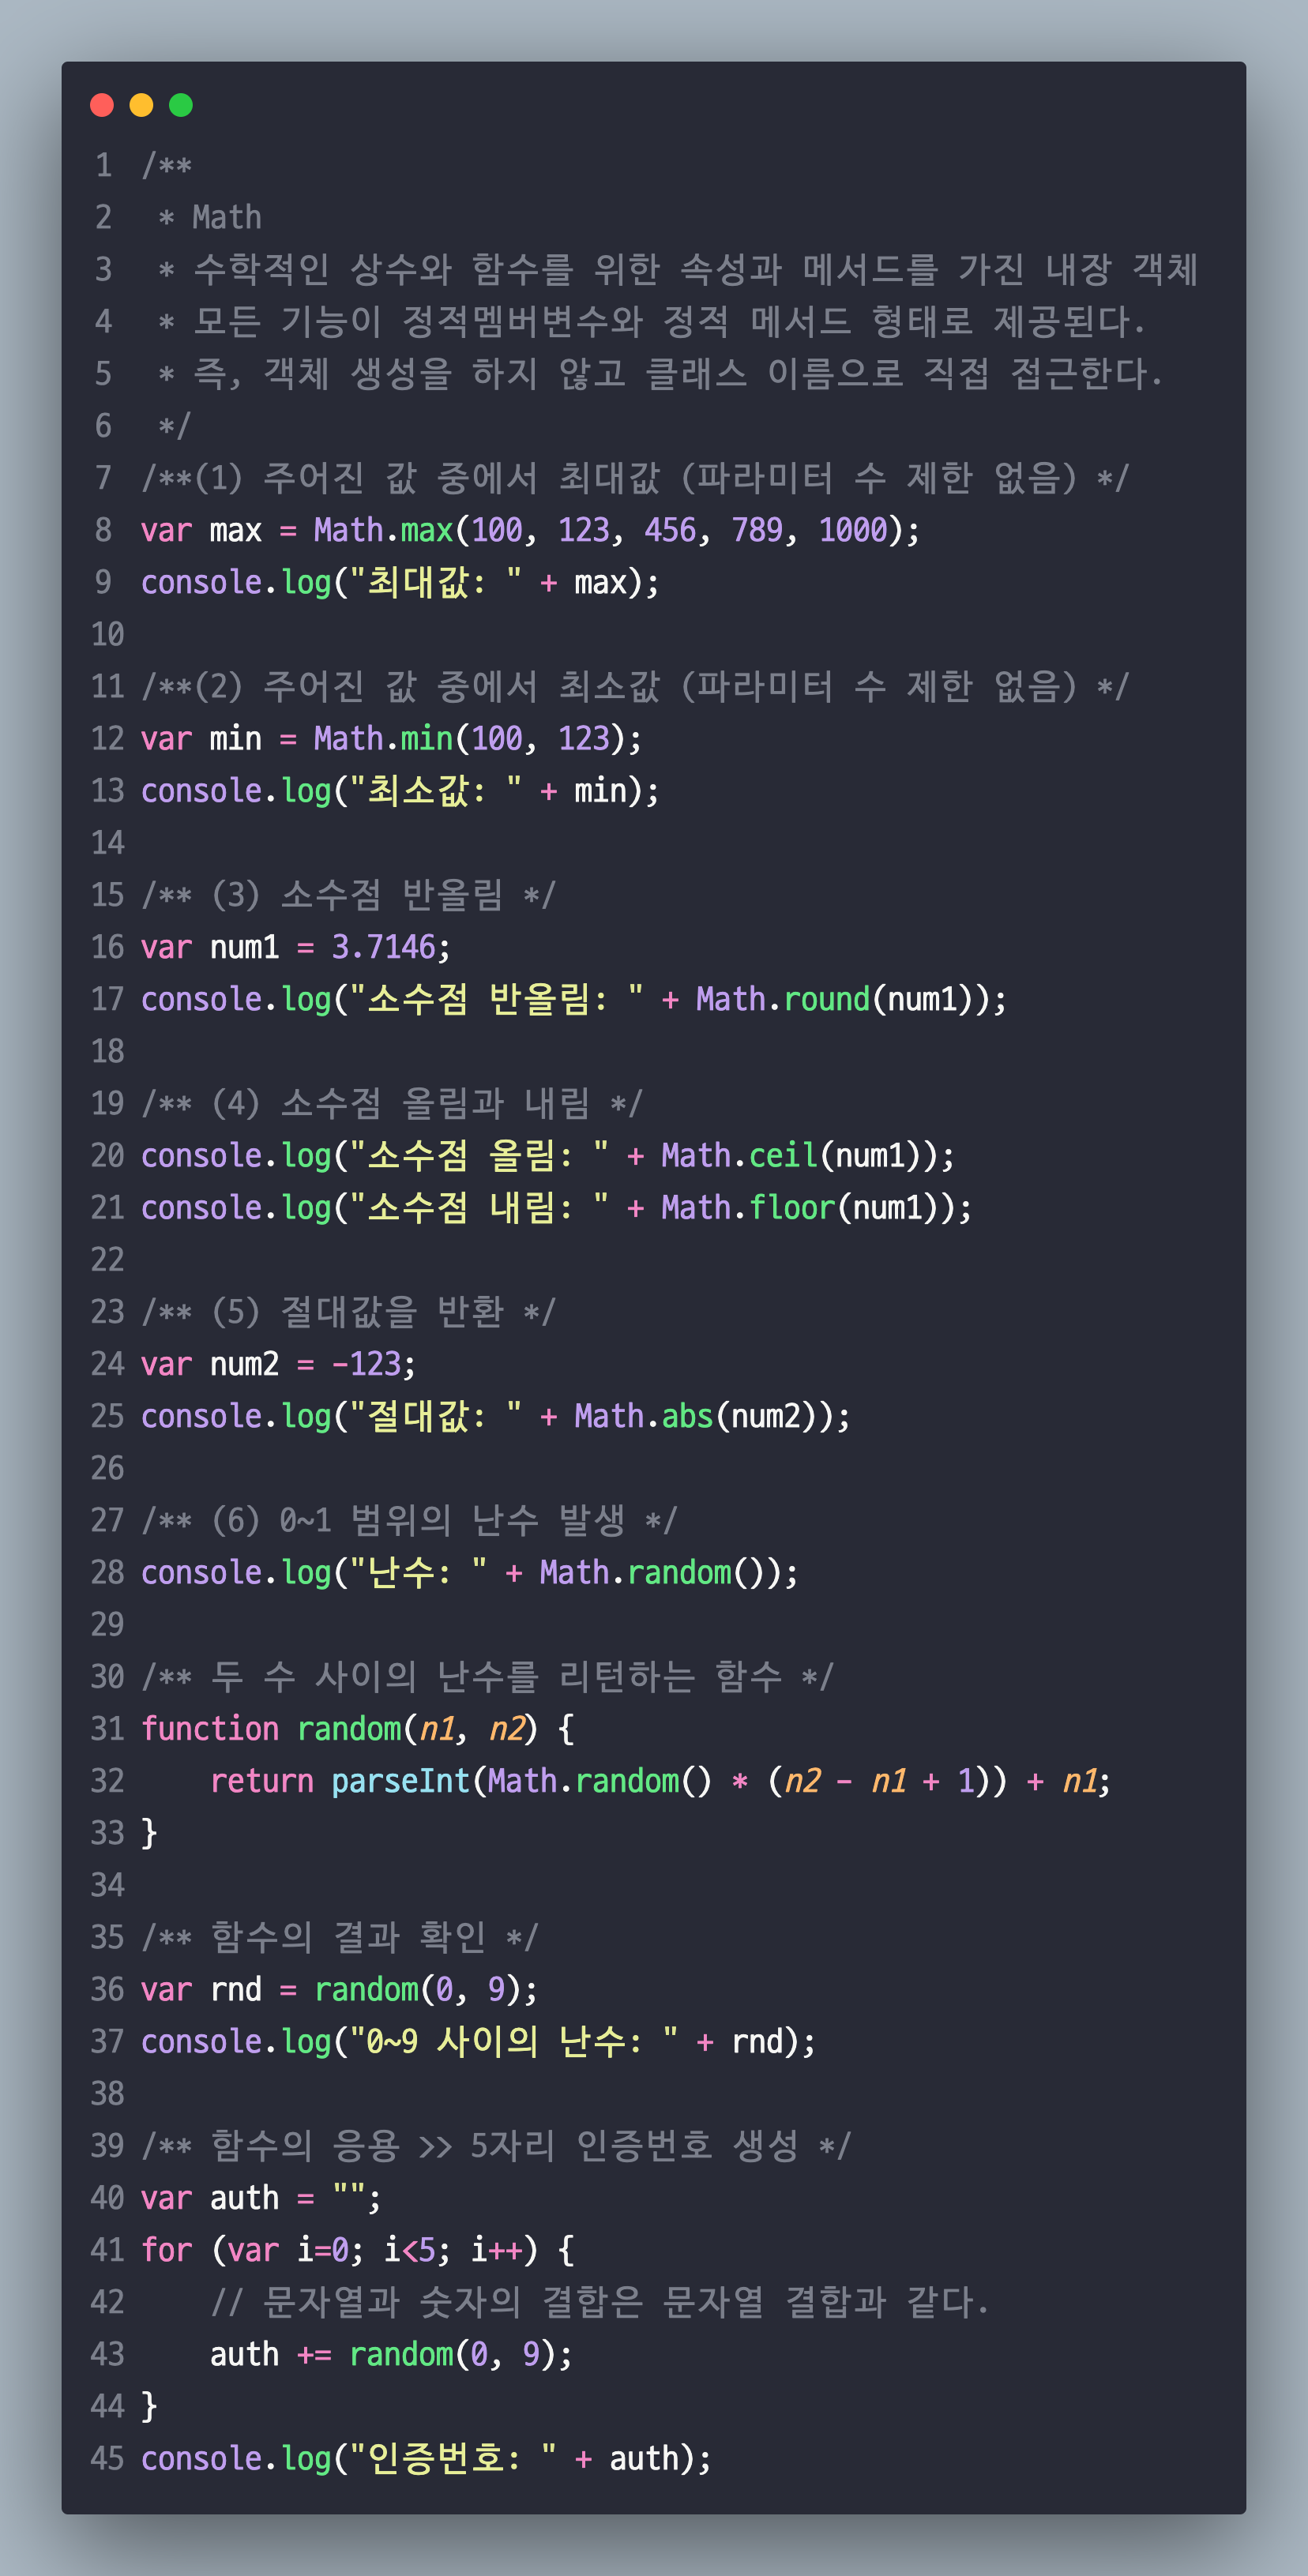 1 /**
2  * Math
3  * 수학적인 상수와 함수를 위한 속성과 메서드를 가진 내장 객체
4  * 모든 기능이 정적멤버변수와 정적 메서드 형태로 제공된다.
5  * 즉, 객체 생성을 하지 않고 클래스 이름으로 직접 접근한다.
6  */
7 /**(1) 주어진 값 중에서 최대값 (파라미터 수 제한 없음) */
8 var max = Math.max(100, 123, 456, 789, 1000);
9 console.log("최대값: " + max);
10
11 /**(2) 주어진 값 중에서 최소값 (파라미터 수 제한 없음) */
12 var min = Math.min(100, 123);
13 console.log("최소값: " + min);
14
15 /** (3) 소수점 반올림 */
16 var num1 = 3.7146;
17 console.log("소수점 반올림: " + Math.round(num1));
18
19 /** (4) 소수점 올림과 내림 */
20 console.log("소수점 올림: " + Math.ceil(num1));
21 console.log("소수점 내림: " + Math.floor(num1));
22
23 /** (5) 절대값을 반환 */
24 var num2 = -123;
25 console.log("절대값: " + Math.abs(num2));
26
27 /** (6) 0~1 범위의 난수 발생 */
28 console.log("난수: " + Math.random());
29
30 /** 두 수 사이의 난수를 리턴하는 함수 */
31 function random(n1, n2) {
32     return parseInt(Math.random() * (n2 - n1 + 1)) + n1;
33 }
34
35 /** 함수의 결과 확인 */
36 var rnd = random(0, 9);
37 console.log("0~9 사이의 난수: " + rnd);
38
39 /** 함수의 응용 >> 5자리 인증번호 생성 */
40 var auth = "";
41 for (var i=0; i<5; i++) {
42     // 문자열과 숫자의 결합은 문자열 결합과 같다.
43     auth += random(0, 9);
44 }
45 console.log("인증번호: " + auth);